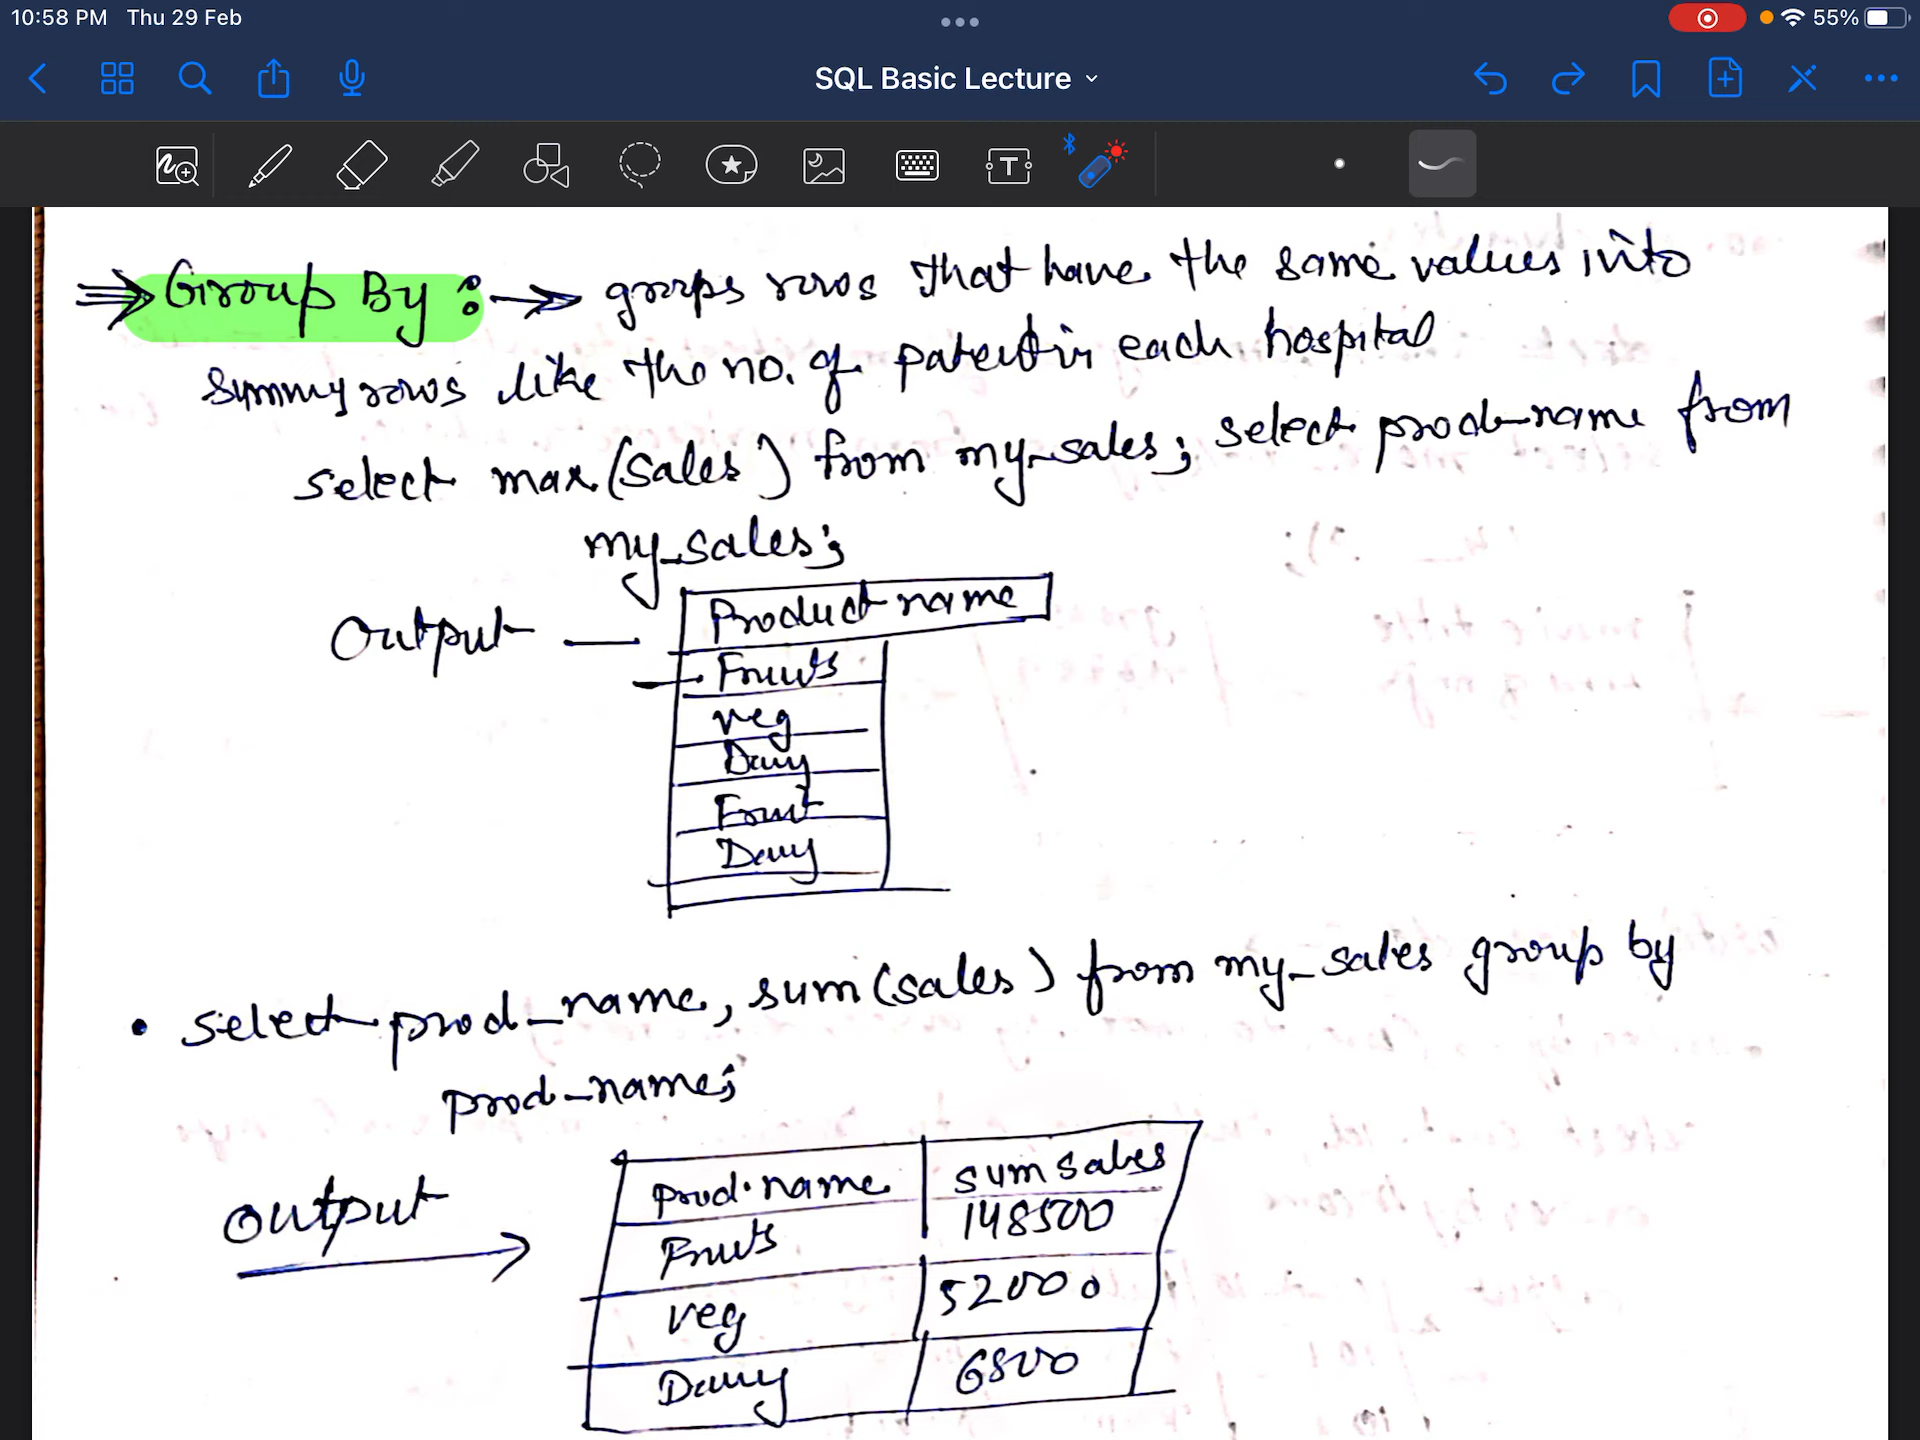 10:58 PM Thu 29 Feb
55%
SQL Basic Lecture
T
⇒ Group By : → groups rows that have the same values into
summy rows like the no. of patent in each hospital
select max (sales) from my_sales; select prod_name from
my_sales;
Output — Product name
Fruits
veg
Dairy
Fruit
Dairy
• select prod_name, sum (sales) from my_sales group by
prod_name;
output → prod. name sum sales
Fruits 148500
veg 52000
Dairy 6800